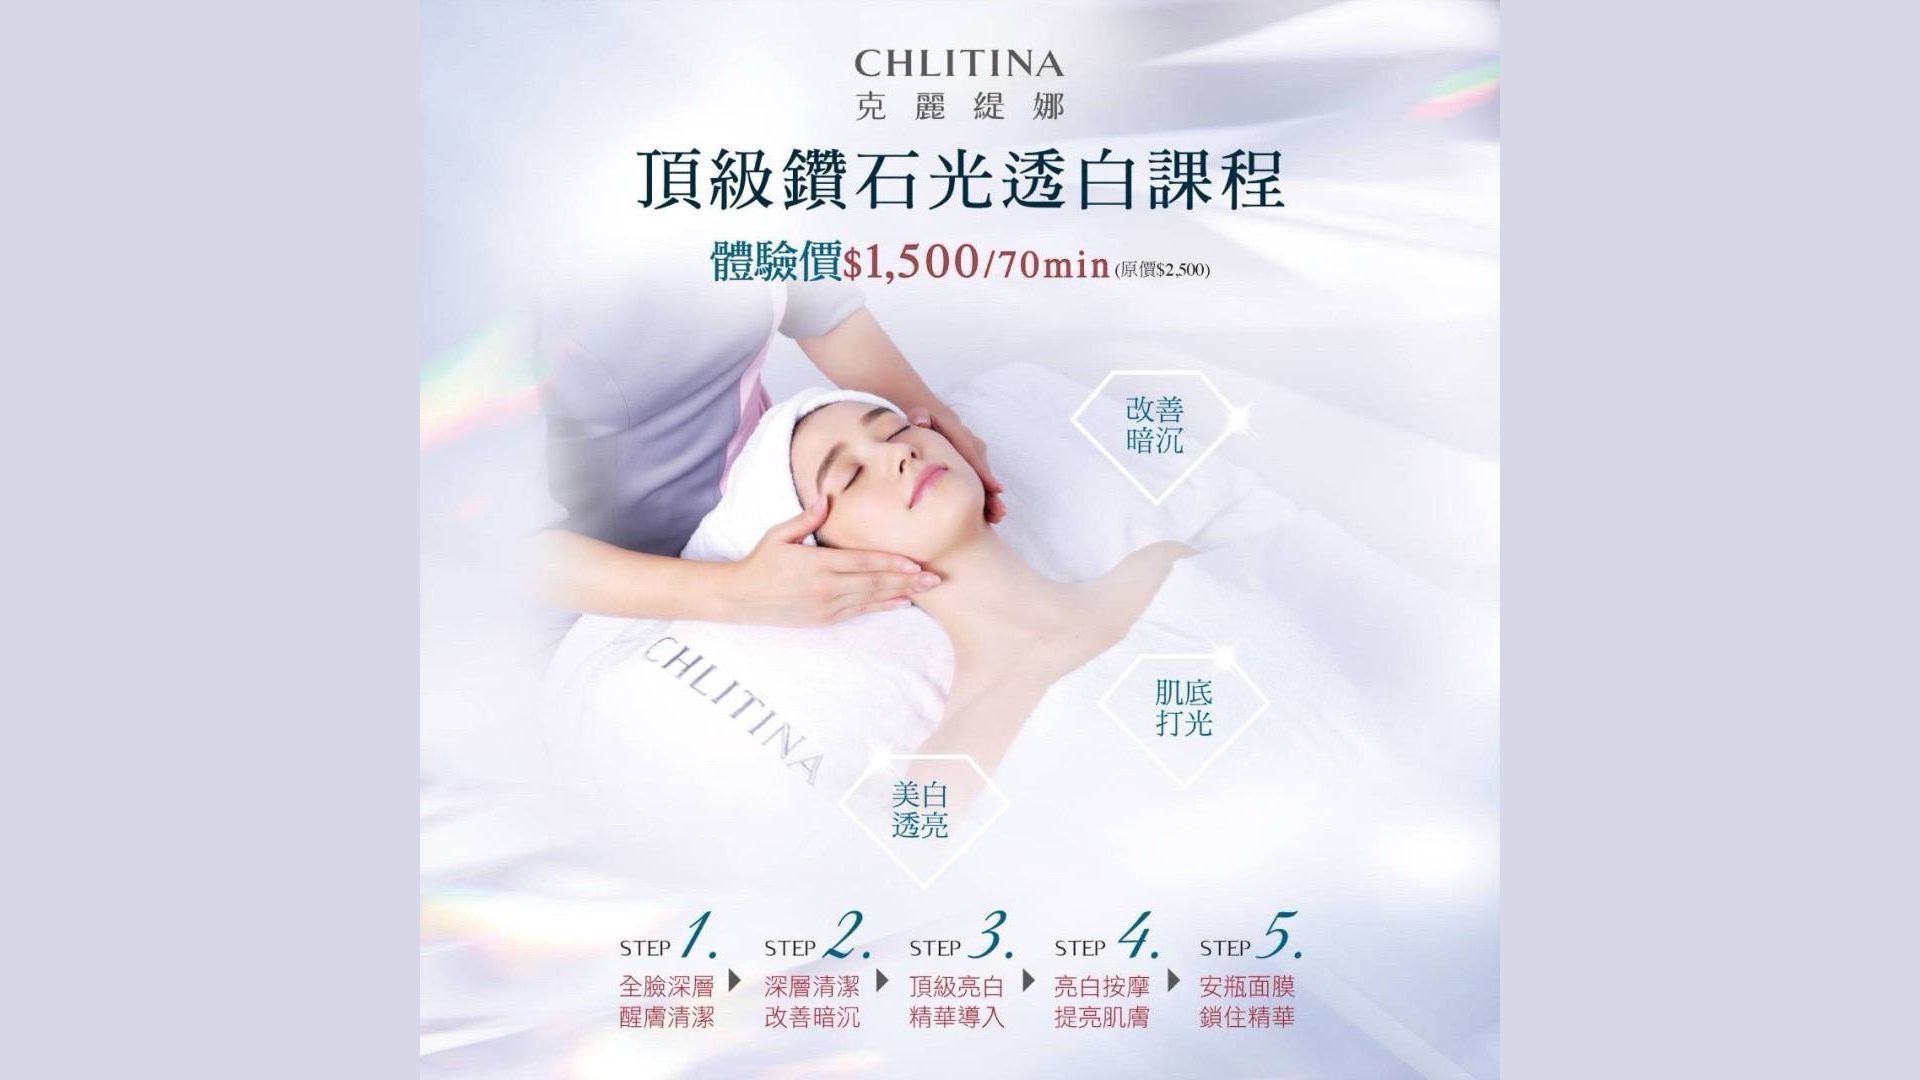 CHLITINA
克麗緹娜
頂級鑽石光透白課程
體驗價$1,500/70min(原價$2,500)
改善
暗沉
CHLITINA
肌底
打光
美白
透亮
STEP 1.
全臉深層
醒膚清潔
STEP 2.
深層清潔
改善暗沉
STEP 3.
頂級亮白
精華導入
STEP 4.
亮白按摩
提亮肌膚
STEP 5.
安瓶面膜
鎖住精華